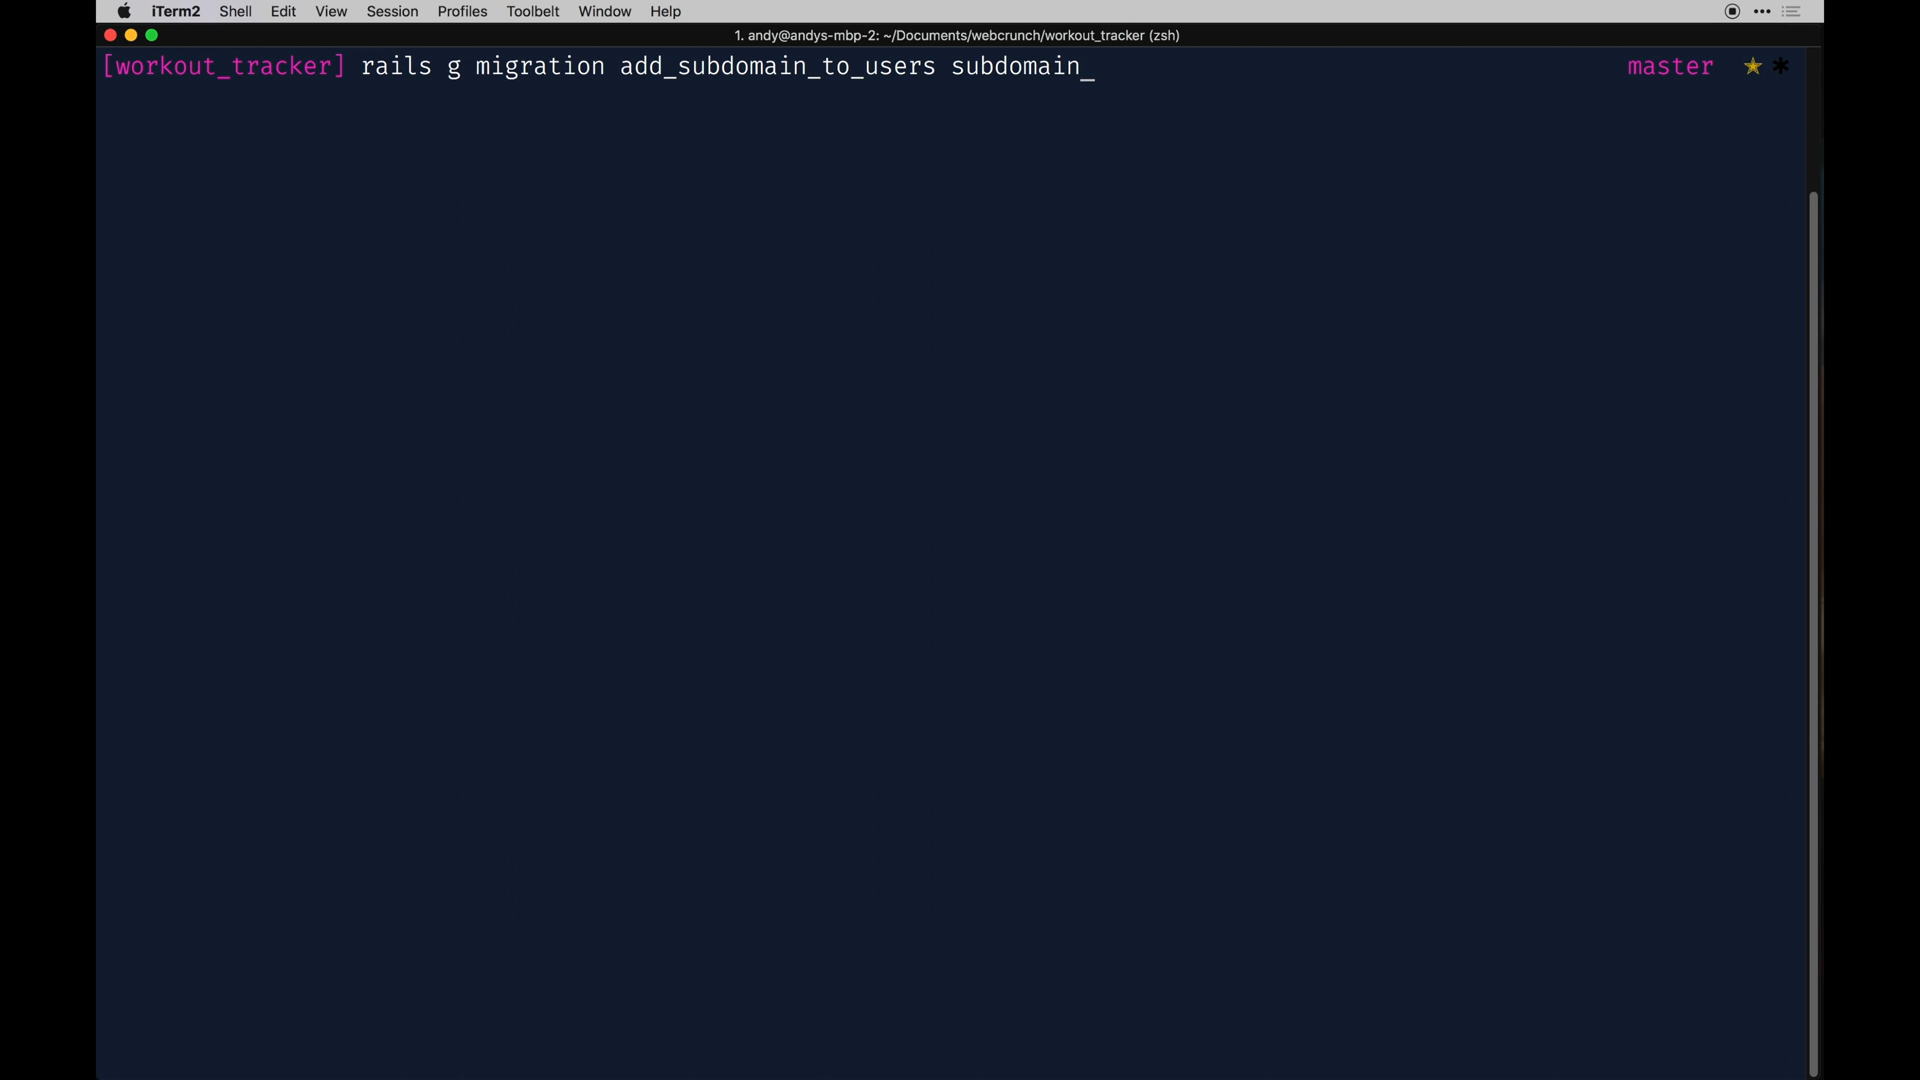 iTerm2 Shell Edit View Session Profiles Toolbelt Window Help
1. andy@andys-mbp-2: ~/Documents/webcrunch/workout_tracker (zsh)
[workout_tracker] rails g migration add_subdomain_to_users subdomain_ master ★ *